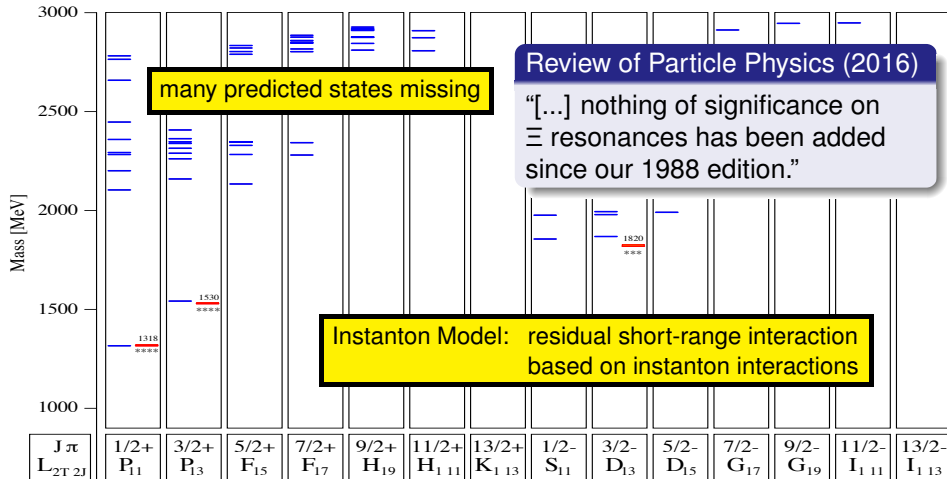 3000
2500
2000
1500
1000
Mass [MeV]
many predicted states missing
Review of Particle Physics (2016)
“[...] nothing of significance on
Ξ resonances has been added
since our 1988 edition.”
1820
***
1530
****
1318
****
Instanton Model: residual short-range interaction
based on instanton interactions
J π 1/2+ 3/2+ 5/2+ 7/2+ 9/2+ 11/2+ 13/2+ 1/2- 3/2- 5/2- 7/2- 9/2- 11/2- 13/2-
L2T 2J P11 P13 F15 F17 H19 H1 11 K1 13 S11 D13 D15 G17 G19 I1 11 I1 13